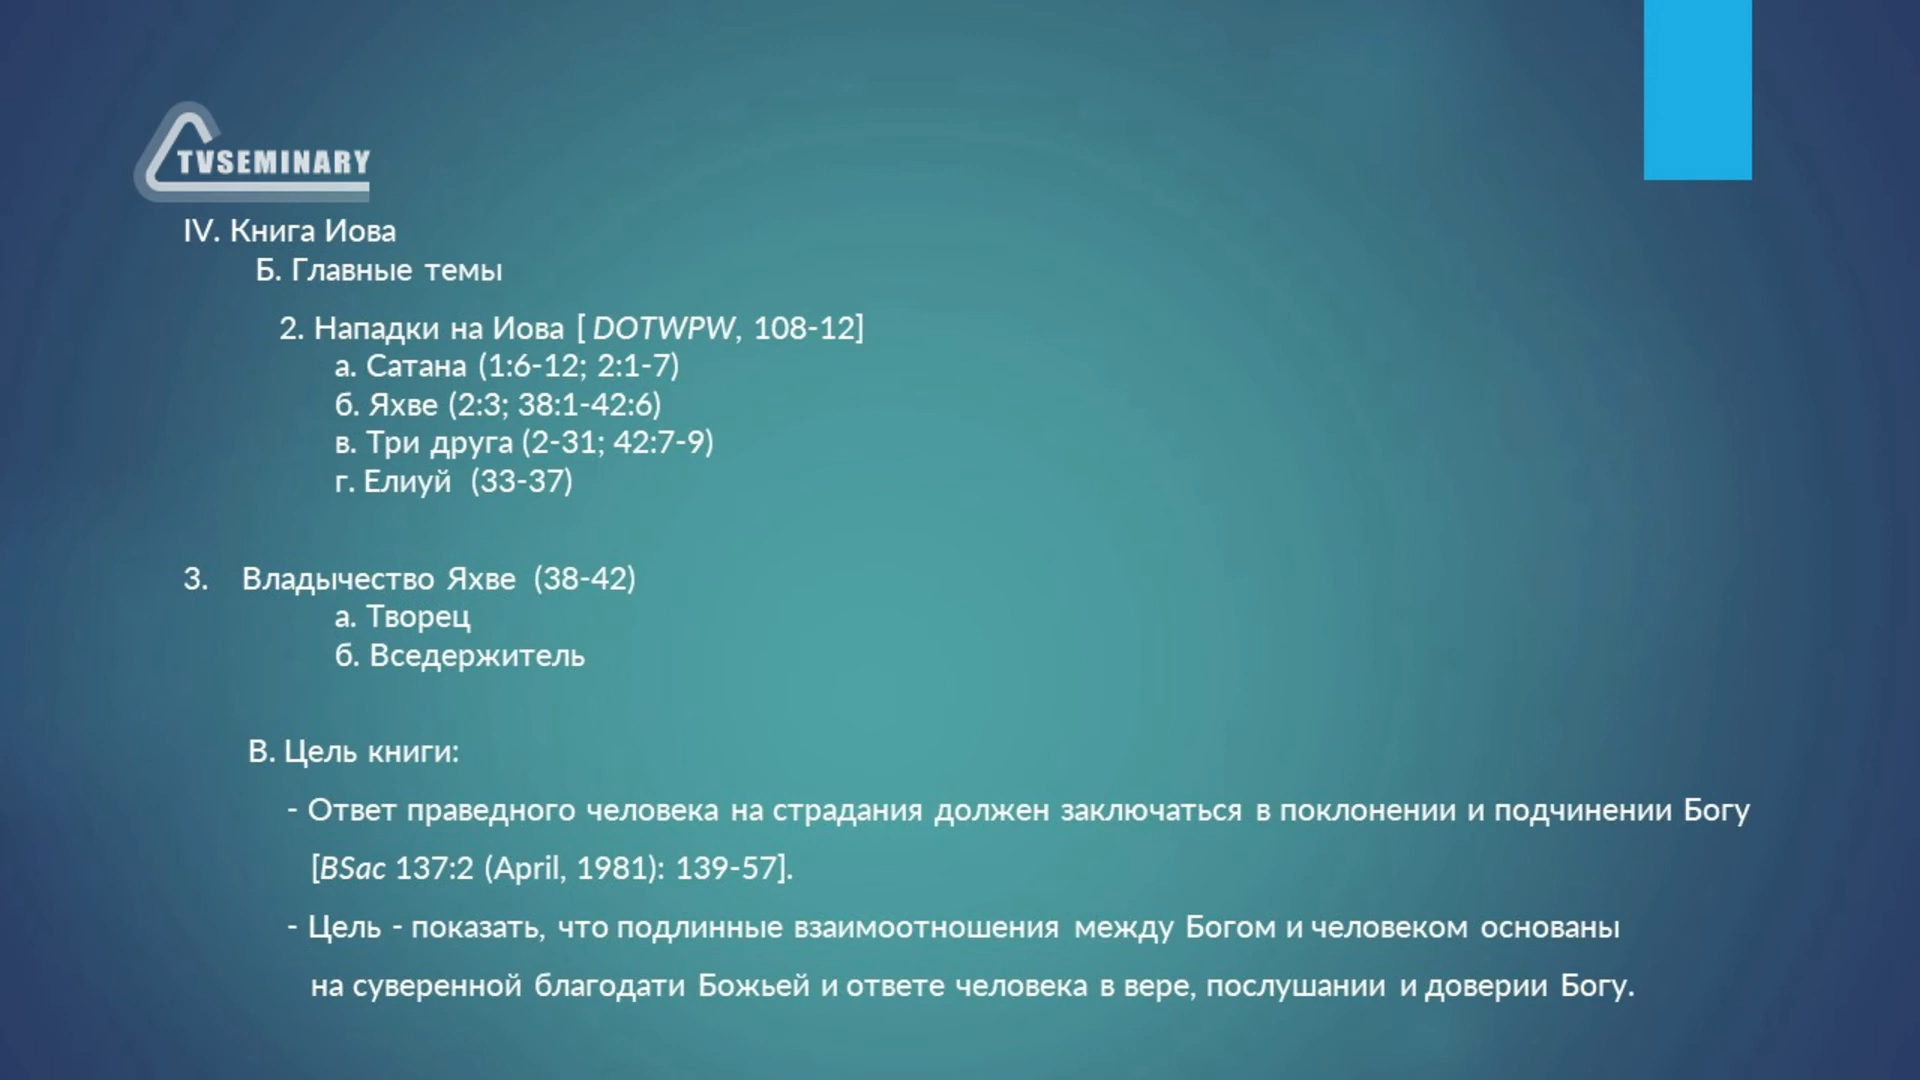 TVSEMINARY
IV. Книга Иова
Б. Главные темы
2. Нападки на Иова [ DOTWPW, 108-12]
а. Сатана (1:6-12; 2:1-7)
б. Яхве (2:3; 38:1-42:6)
в. Три друга (2-31; 42:7-9)
г. Елиуй (33-37)
3. Владычество Яхве (38-42)
а. Творец
б. Вседержитель
В. Цель книги:
- Ответ праведного человека на страдания должен заключаться в поклонении и подчинении Богу
[BSac 137:2 (April, 1981): 139-57].
- Цель - показать, что подлинные взаимоотношения между Богом и человеком основаны
на суверенной благодати Божьей и ответе человека в вере, послушании и доверии Богу.